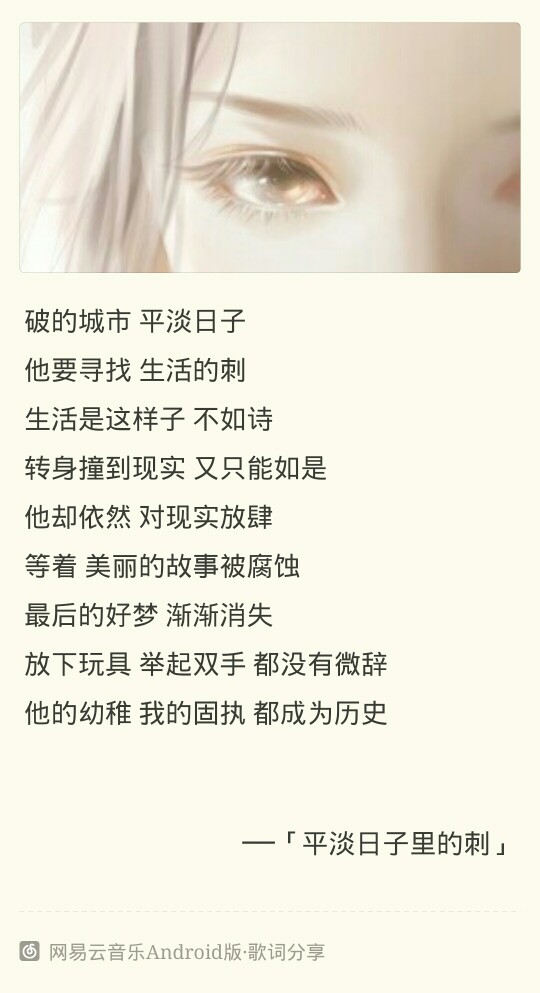 破的城市 平淡日子
他要寻找 生活的刺
生活是这样子 不如诗
转身撞到现实 又只能如是
他却依然 对现实放肆
等着 美丽的故事被腐蚀
最后的好梦 渐渐消失
放下玩具 举起双手 都没有微辞
他的幼稚 我的固执 都成为历史
──「平淡日子里的刺」
网易云音乐Android版·歌词分享